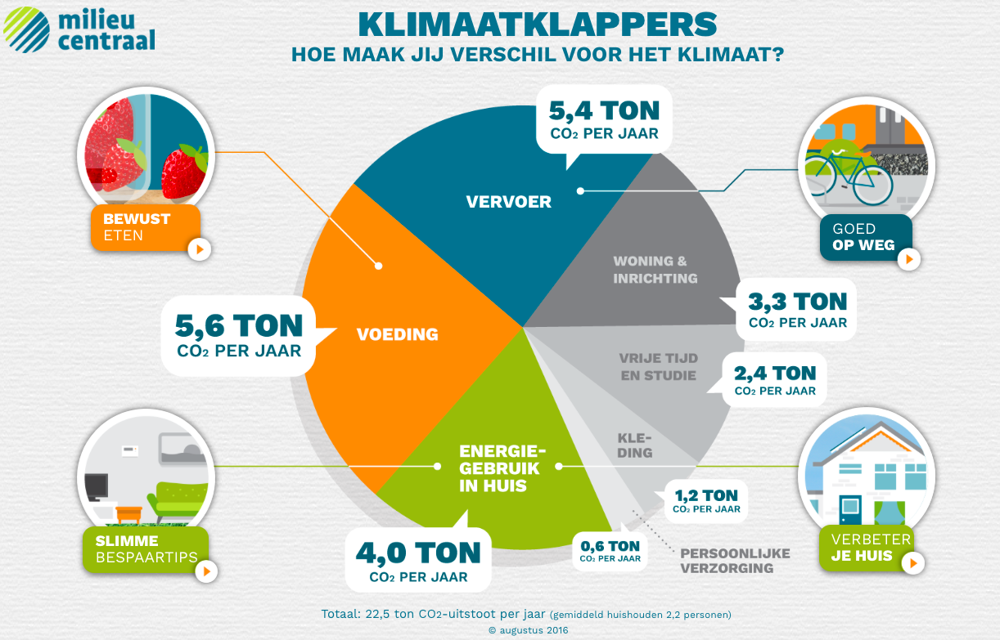 milieu
centraal
KLIMAATKLAPPERS
HOE MAAK JIJ VERSCHIL VOOR HET KLIMAAT?
5,4 TON
CO₂ PER JAAR
VERVOER
BEWUST
ETEN
GOED
OP WEG
WONING &
INRICHTING
3,3 TON
CO₂ PER JAAR
5,6 TON
CO₂ PER JAAR
VOEDING
VRIJE TIJD
EN STUDIE
2,4 TON
CO₂ PER JAAR
KLE-
DING
ENERGIE-
GEBRUIK
IN HUIS
1,2 TON
CO₂ PER JAAR
SLIMME
BESPAARTIPS
4,0 TON
CO₂ PER JAAR
0,6 TON
CO₂ PER JAAR
PERSOONLIJKE
VERZORGING
VERBETER
JE HUIS
Totaal: 22,5 ton CO2-uitstoot per jaar (gemiddeld huishouden 2,2 personen)
© augustus 2016